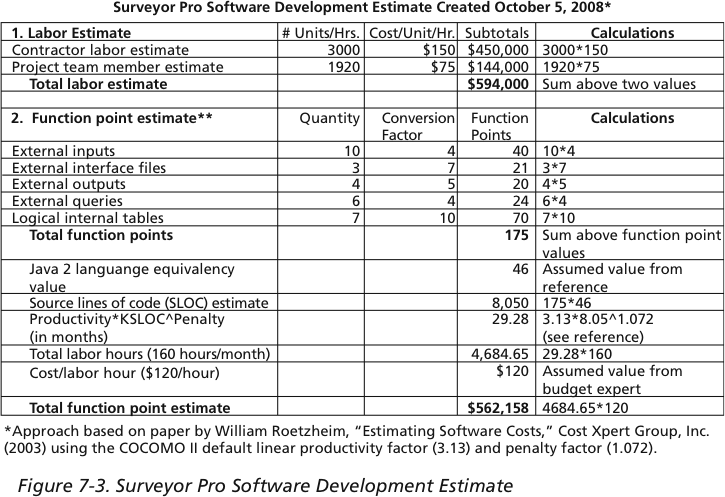 Surveyor Pro Software Development Estimate Created October 5, 2008*
1. Labor Estimate # Units/Hrs. Cost/Unit/Hr. Subtotals Calculations
Contractor labor estimate 3000 $150 $450,000 3000*150
Project team member estimate 1920 $75 $144,000 1920*75
Total labor estimate $594,000 Sum above two values
2. Function point estimate** Quantity Conversion Function Calculations
Factor Points
External inputs 10 4 40 10*4
External interface files 3 7 21 3*7
External outputs 4 5 20 4*5
External queries 6 4 24 6*4
Logical internal tables 7 10 70 7*10
Total function points 175 Sum above function point
values
Java 2 languange equivalency 46 Assumed value from
value reference
Source lines of code (SLOC) estimate 8,050 175*46
Productivity*KSLOC^Penalty 29.28 3.13*8.05^1.072
(in months) (see reference)
Total labor hours (160 hours/month) 4,684.65 29.28*160
Cost/labor hour ($120/hour) $120 Assumed value from
budget expert
Total function point estimate $562,158 4684.65*120
*Approach based on paper by William Roetzheim, “Estimating Software Costs,” Cost Xpert Group, Inc.
(2003) using the COCOMO II default linear productivity factor (3.13) and penalty factor (1.072).
Figure 7-3. Surveyor Pro Software Development Estimate